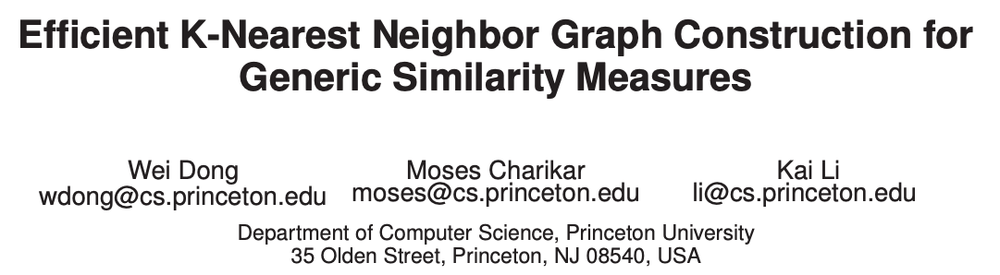 Efficient K-Nearest Neighbor Graph Construction for
Generic Similarity Measures
Wei Dong
wdong@cs.princeton.edu
Moses Charikar
moses@cs.princeton.edu
Kai Li
li@cs.princeton.edu
Department of Computer Science, Princeton University
35 Olden Street, Princeton, NJ 08540, USA